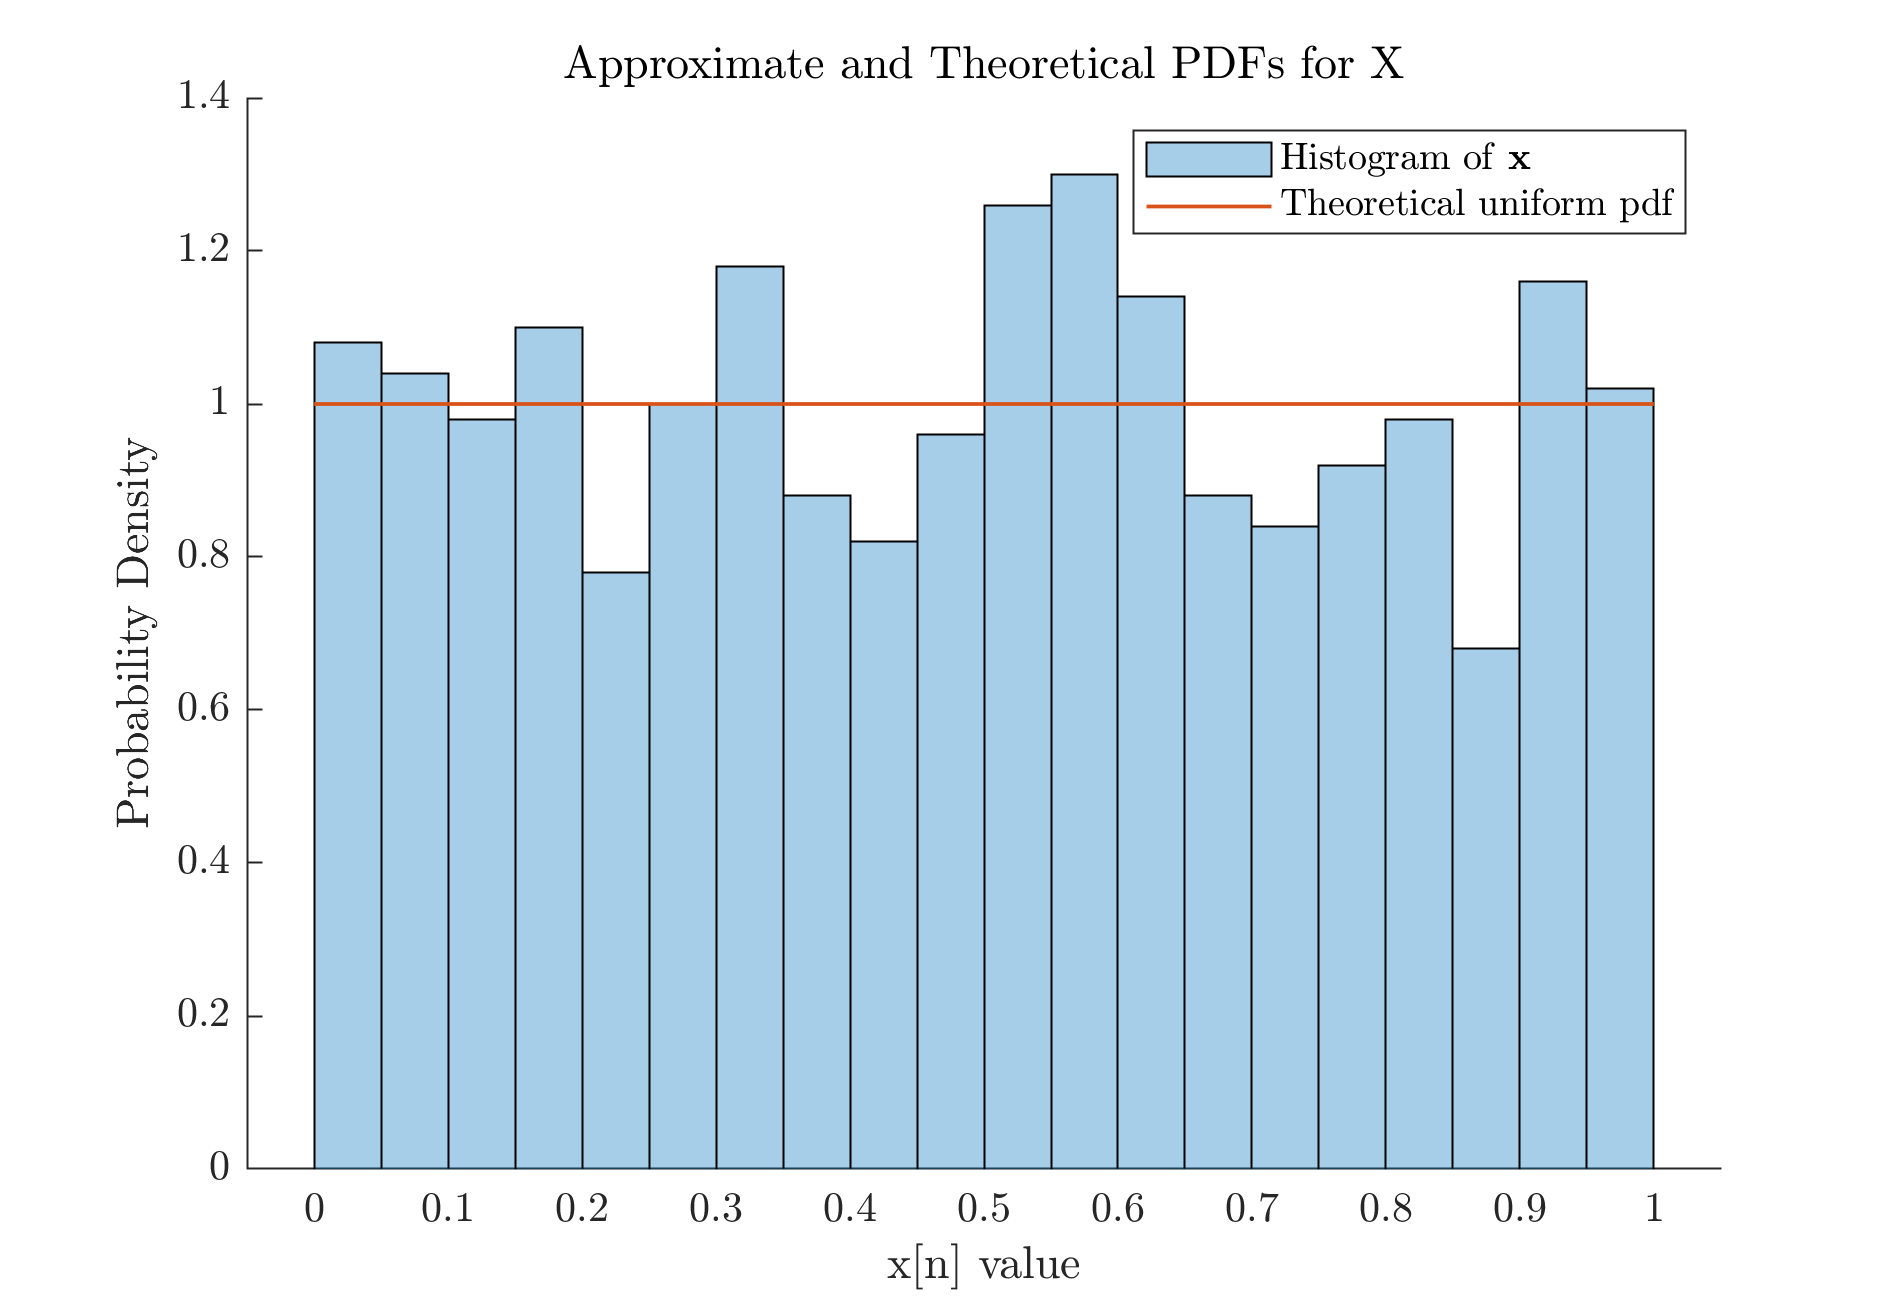 Approximate and Theoretical PDFs for X
Histogram of x
Theoretical uniform pdf
Probability Density
1.4
1.2
1
0.8
0.6
0.4
0.2
0
0 0.1 0.2 0.3 0.4 0.5 0.6 0.7 0.8 0.9 1
x[n] value